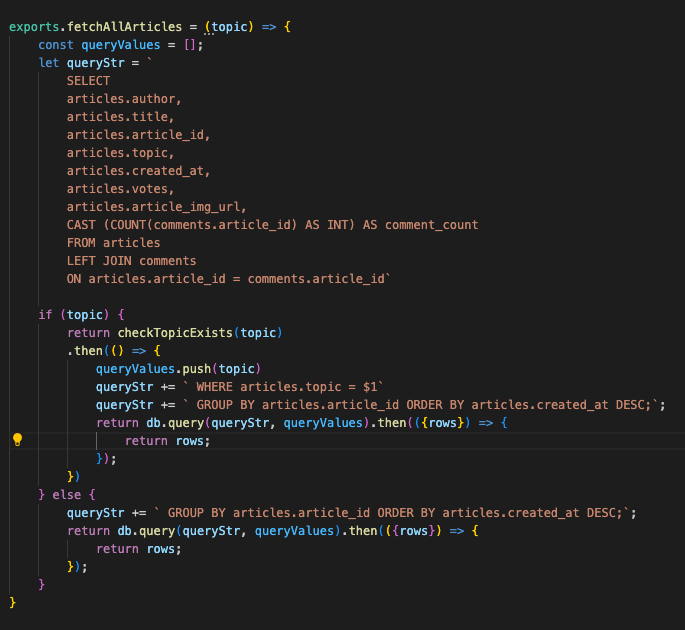 exports.fetchAllArticles = (topic) => {
    const queryValues = [];
    let queryStr = `
        SELECT
        articles.author,
        articles.title,
        articles.article_id,
        articles.topic,
        articles.created_at,
        articles.votes,
        articles.article_img_url,
        CAST (COUNT(comments.article_id) AS INT) AS comment_count
        FROM articles
        LEFT JOIN comments
        ON articles.article_id = comments.article_id`

    if (topic) {
        return checkTopicExists(topic)
        .then(() => {
            queryValues.push(topic)
            queryStr += ` WHERE articles.topic = $1`
            queryStr += ` GROUP BY articles.article_id ORDER BY articles.created_at DESC;`;
            return db.query(queryStr, queryValues).then(({rows}) => {
                return rows;
            });
        })
    } else {
        queryStr += ` GROUP BY articles.article_id ORDER BY articles.created_at DESC;`;
        return db.query(queryStr, queryValues).then(({rows}) => {
            return rows;
        });
    }
}